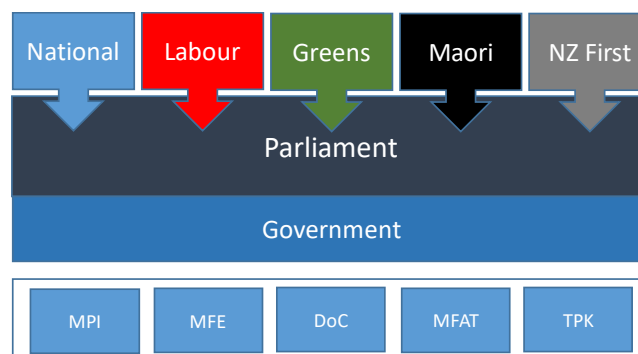 National
Labour
Greens
Maori
NZ First
Parliament
Government
MPI
MFE
DoC
MFAT
TPK